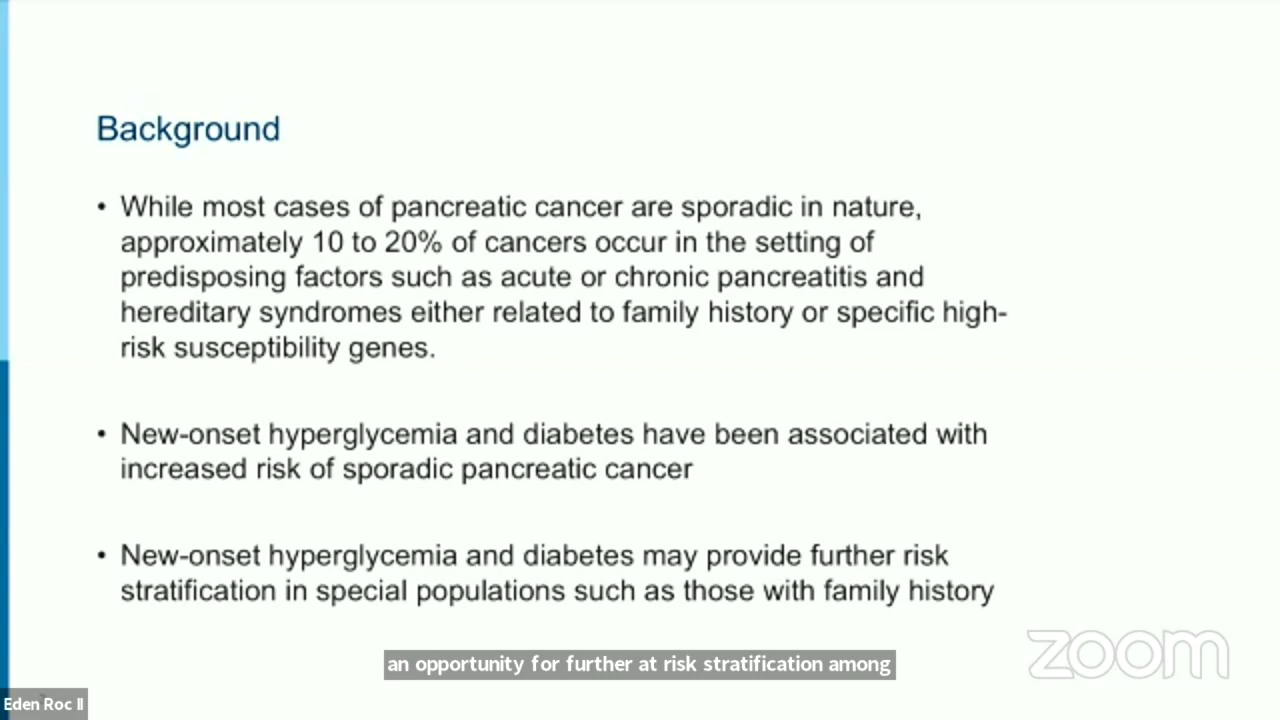 Background
• While most cases of pancreatic cancer are sporadic in nature,
approximately 10 to 20% of cancers occur in the setting of
predisposing factors such as acute or chronic pancreatitis and
hereditary syndromes either related to family history or specific high-
risk susceptibility genes.
• New-onset hyperglycemia and diabetes have been associated with
increased risk of sporadic pancreatic cancer
• New-onset hyperglycemia and diabetes may provide further risk
stratification in special populations such as those with family history
zoom
an opportunity for further at risk stratification among
Eden Roc II